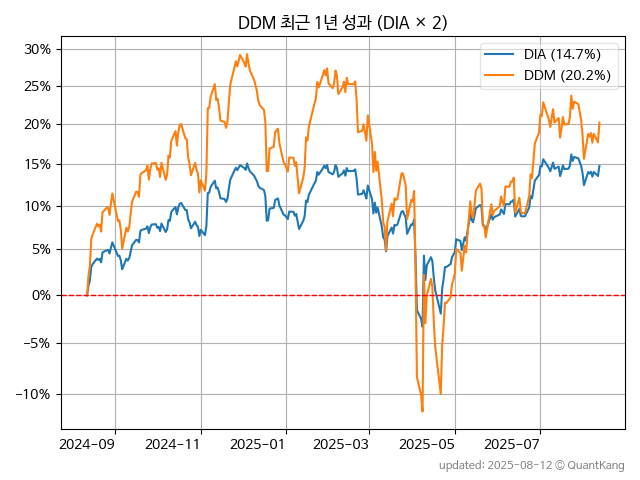 DDM 최근 1년 성과 (DIA × 2)
DIA (14.7%)
DDM (20.2%)
30%
25%
20%
15%
10%
5%
0%
−5%
−10%
2024−09 2024−11 2025−01 2025−03 2025−05 2025−07
updated: 2025-08-12 ⓒ QuantKang